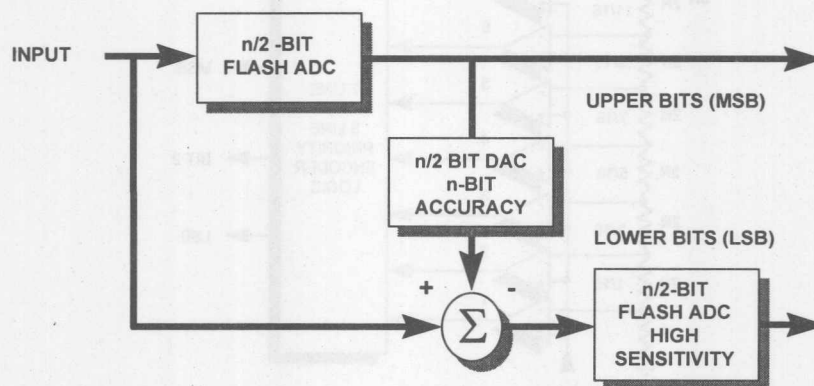 INPUT
n/2 -BIT
FLASH ADC
UPPER BITS (MSB)
n/2 BIT DAC
n-BIT
ACCURACY
LOWER BITS (LSB)
+
-
Σ
n/2-BIT
FLASH ADC
HIGH
SENSITIVITY